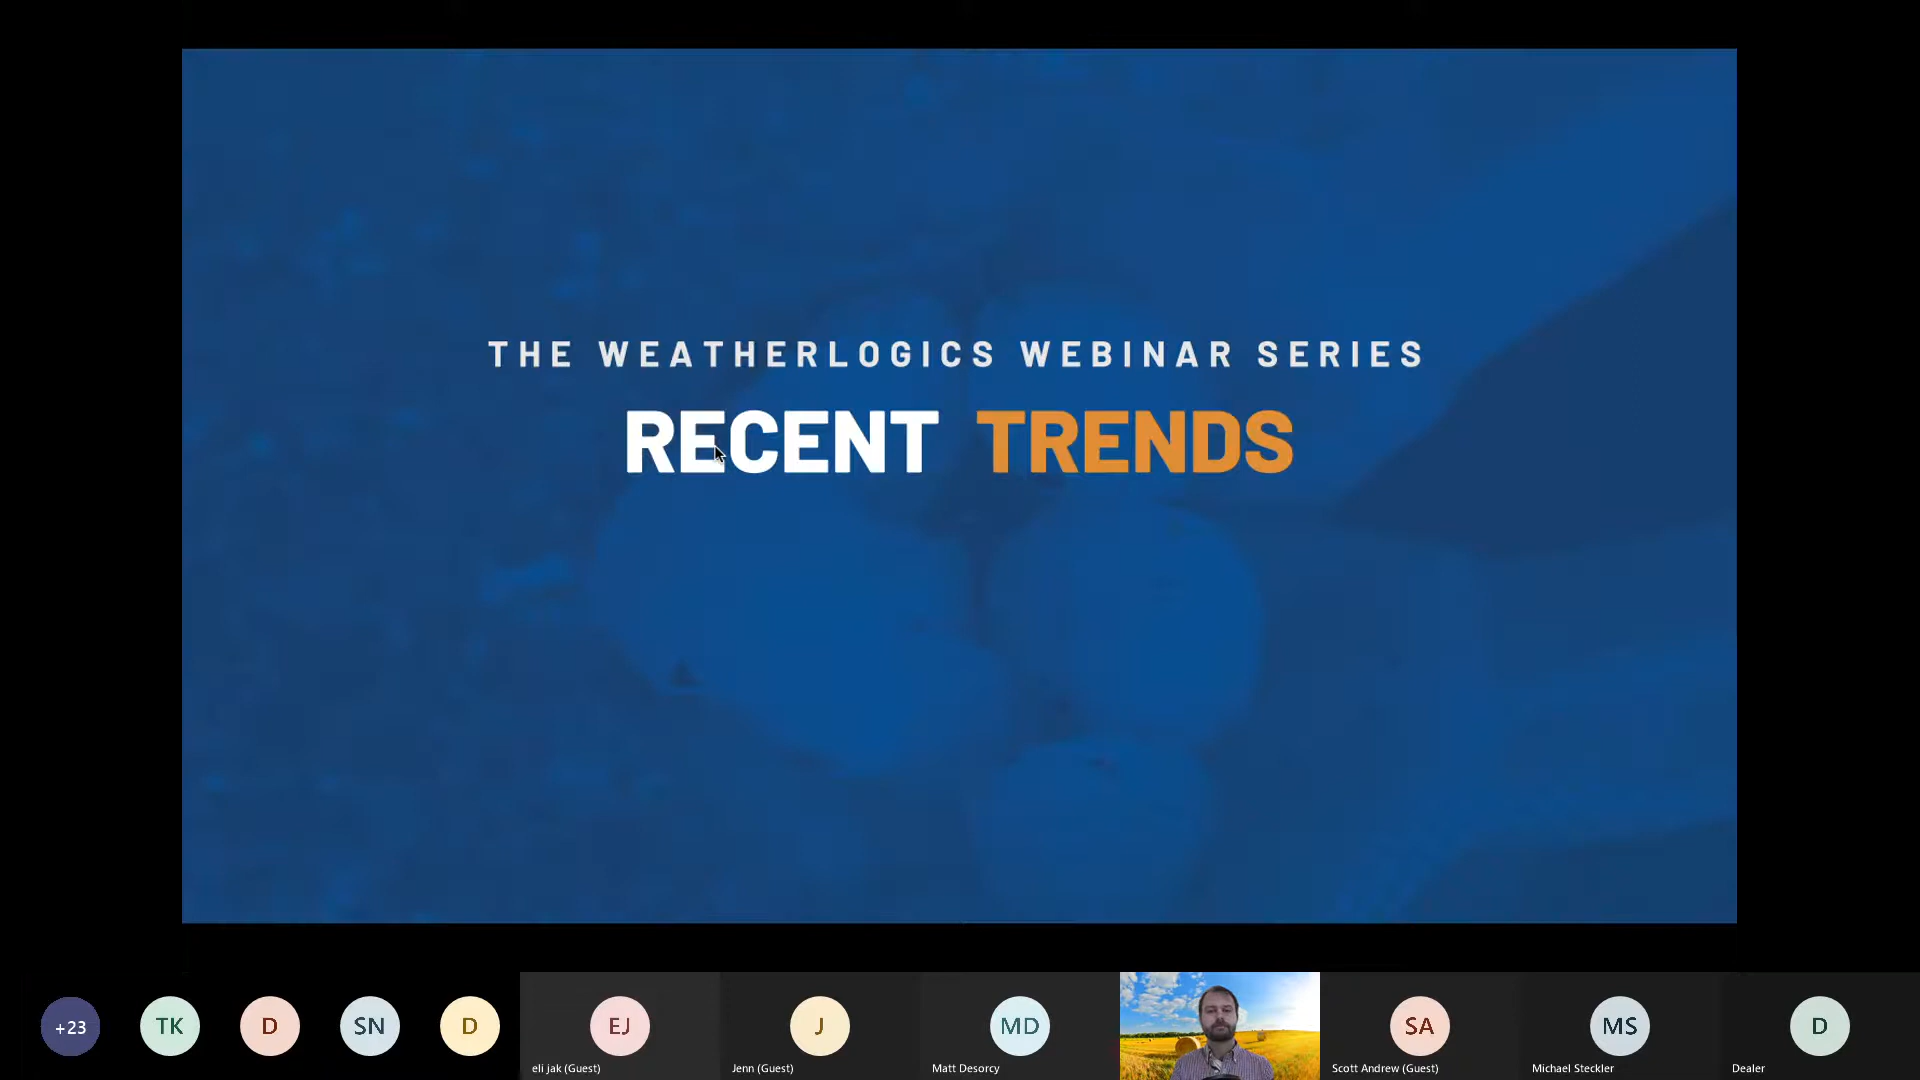 THE WEATHERLOGICS WEBINAR SERIES
RECENT TRENDS
+23
TK
D
SN
D
EJ
J
MD
SA
MS
D
eli jak (Guest)
Jenn (Guest)
Matt Desorcy
Scott Andrew (Guest)
Michael Steckler
Dealer